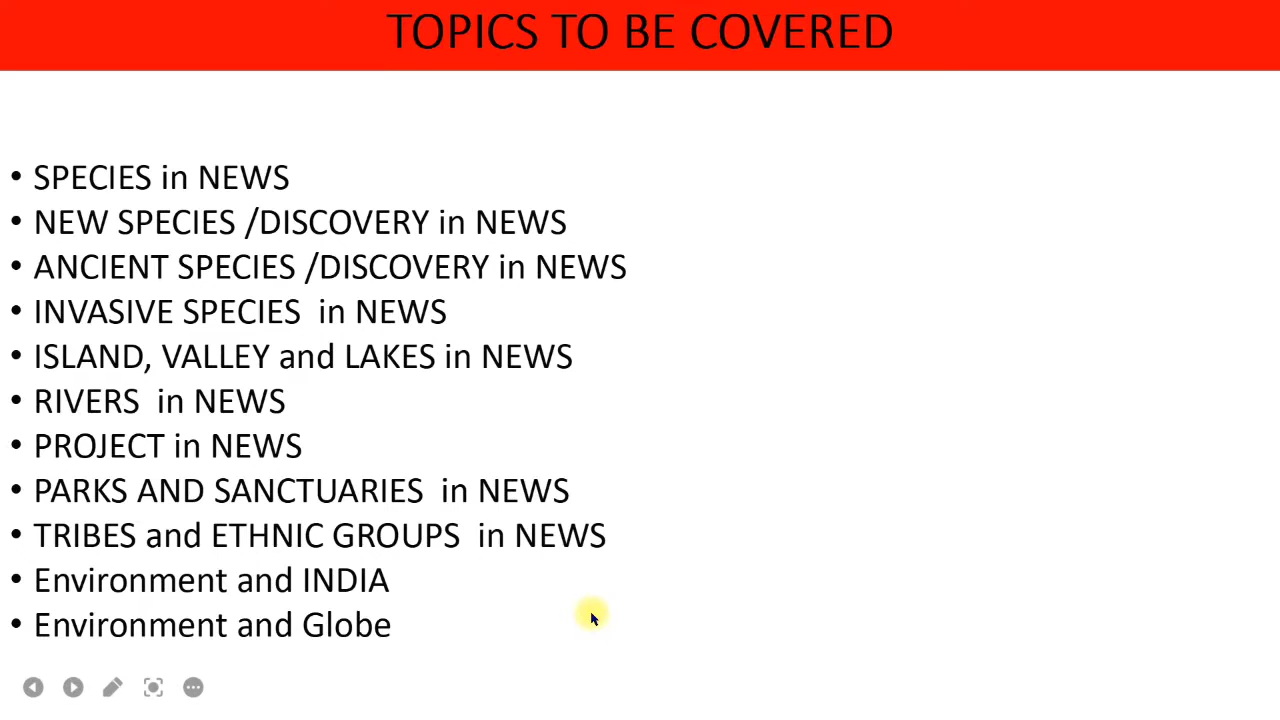 TOPICS TO BE COVERED
• SPECIES in NEWS
• NEW SPECIES /DISCOVERY in NEWS
• ANCIENT SPECIES /DISCOVERY in NEWS
• INVASIVE SPECIES  in NEWS
• ISLAND, VALLEY and LAKES in NEWS
• RIVERS  in NEWS
• PROJECT in NEWS
• PARKS AND SANCTUARIES  in NEWS
• TRIBES and ETHNIC GROUPS  in NEWS
• Environment and INDIA
• Environment and Globe